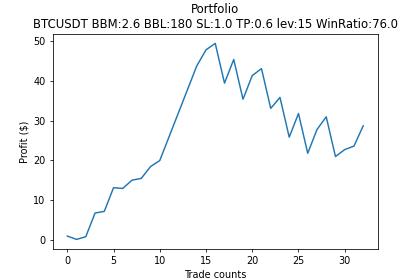 Portfolio
BTCUSDT BBM:2.6 BBL:180 SL:1.0 TP:0.6 lev:15 WinRatio:76.0
50
40
30
20
10
0
Profit ($)
0 5 10 15 20 25 30
Trade counts